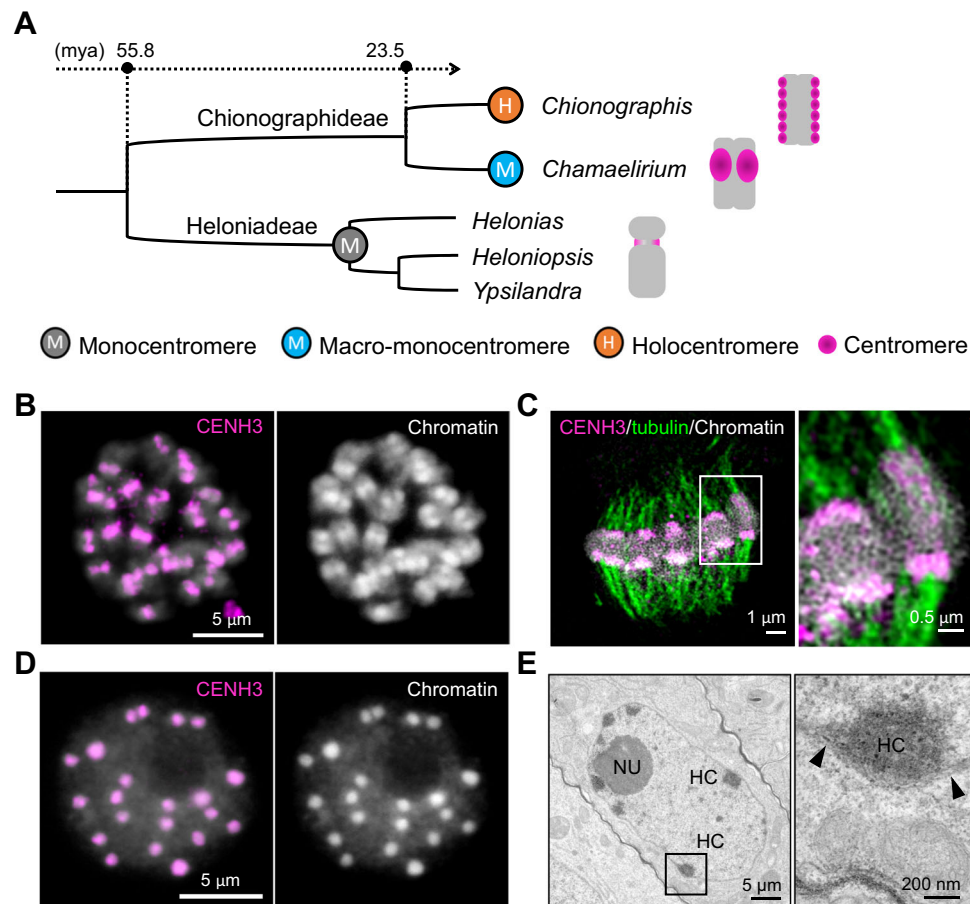 A
(mya) 55.8 23.5
Chionographideae
H Chionographis
M Chamaelirium
Heloniadeae
M
Helonias
Heloniopsis
Ypsilandra
M Monocentromere M Macro-monocentromere H Holocentromere Centromere
B
CENH3 Chromatin
5 µm
C
CENH3/tubulin/Chromatin
1 µm 0.5 µm
D
CENH3 Chromatin
5 µm
E
NU HC
HC
5 µm
HC
200 nm